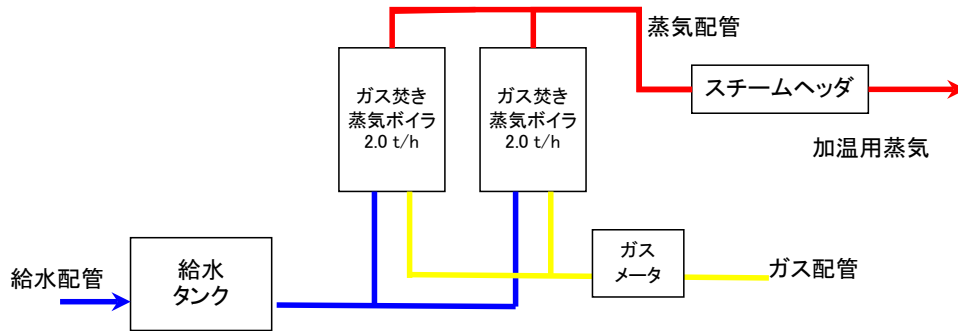 蒸気配管
ガス焚き
蒸気ボイラ
2.0 t/h
ガス焚き
蒸気ボイラ
2.0 t/h
スチームヘッダ
加温用蒸気
給水配管
給水
タンク
ガス
メータ
ガス配管